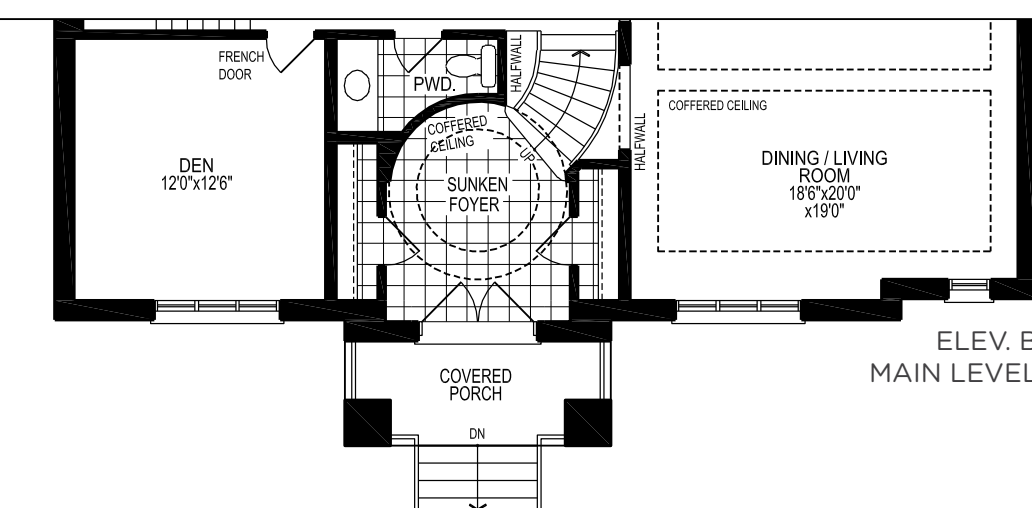 FRENCH
DOOR
PWD.
HALFWALL
COFFERED
CEILING
UP
HALFWALL
COFFERED CEILING
DEN
12'0"x12'6"
SUNKEN
FOYER
DINING / LIVING
ROOM
18'6"x20'0"
x19'0"
COVERED
PORCH
DN
ELEV. B
MAIN LEVEL